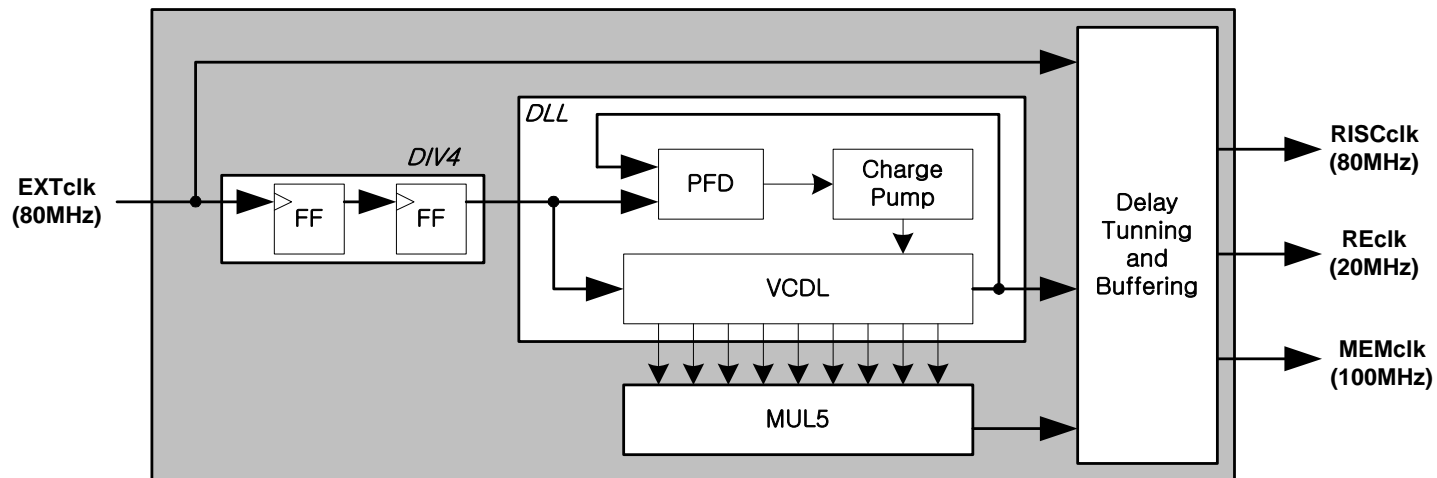 EXTclk
(80MHz)
DIV4
FF
FF
DLL
PFD
Charge
Pump
VCDL
MUL5
Delay
Tunning
and
Buffering
RISCclk
(80MHz)
REclk
(20MHz)
MEMclk
(100MHz)